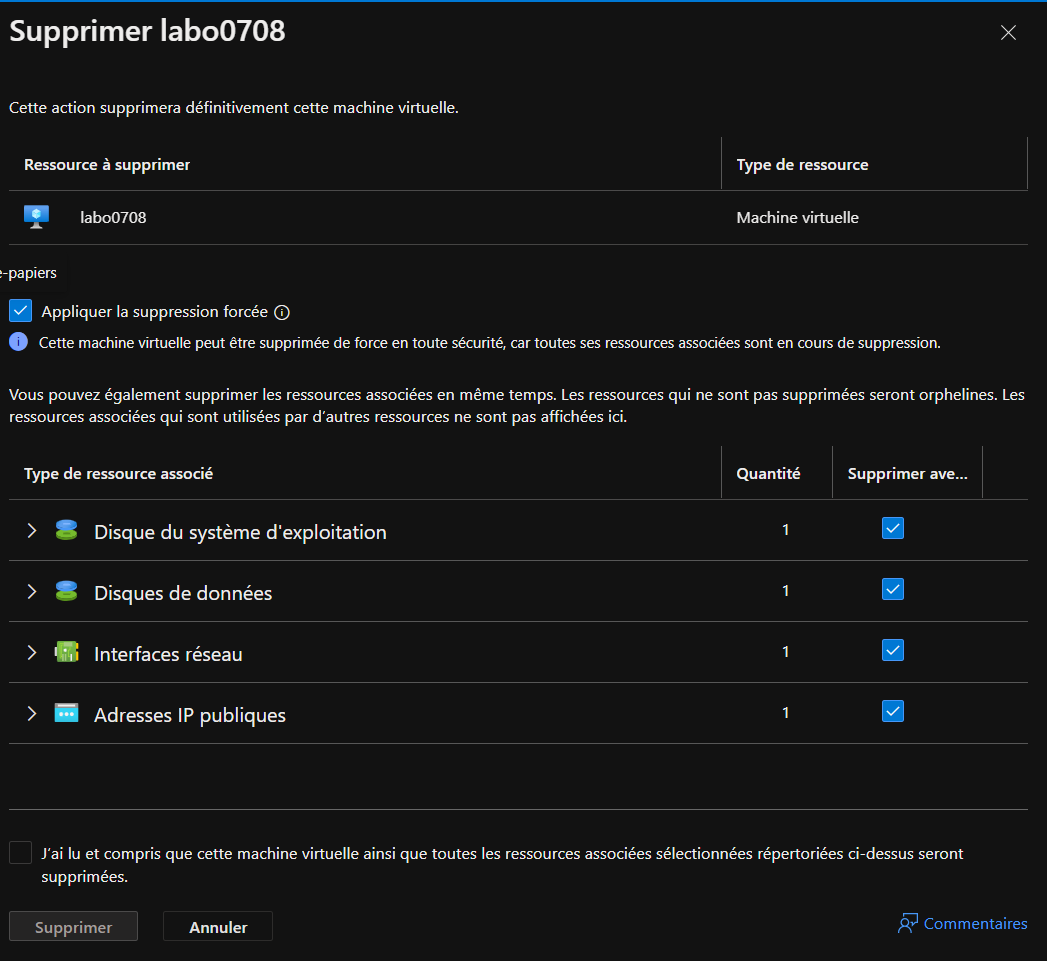 Supprimer labo0708
Cette action supprimera définitivement cette machine virtuelle.
Ressource à supprimer Type de ressource
labo0708 Machine virtuelle
e-papiers
Appliquer la suppression forcée
Cette machine virtuelle peut être supprimée de force en toute sécurité, car toutes ses ressources associées sont en cours de suppression.
Vous pouvez également supprimer les ressources associées en même temps. Les ressources qui ne sont pas supprimées seront orphelines. Les
ressources associées qui sont utilisées par d'autres ressources ne sont pas affichées ici.
Type de ressource associé Quantité Supprimer ave...
Disque du système d'exploitation 1
Disques de données 1
Interfaces réseau 1
Adresses IP publiques 1
J'ai lu et compris que cette machine virtuelle ainsi que toutes les ressources associées sélectionnées répertoriées ci-dessus seront
supprimées.
Supprimer Annuler Commentaires